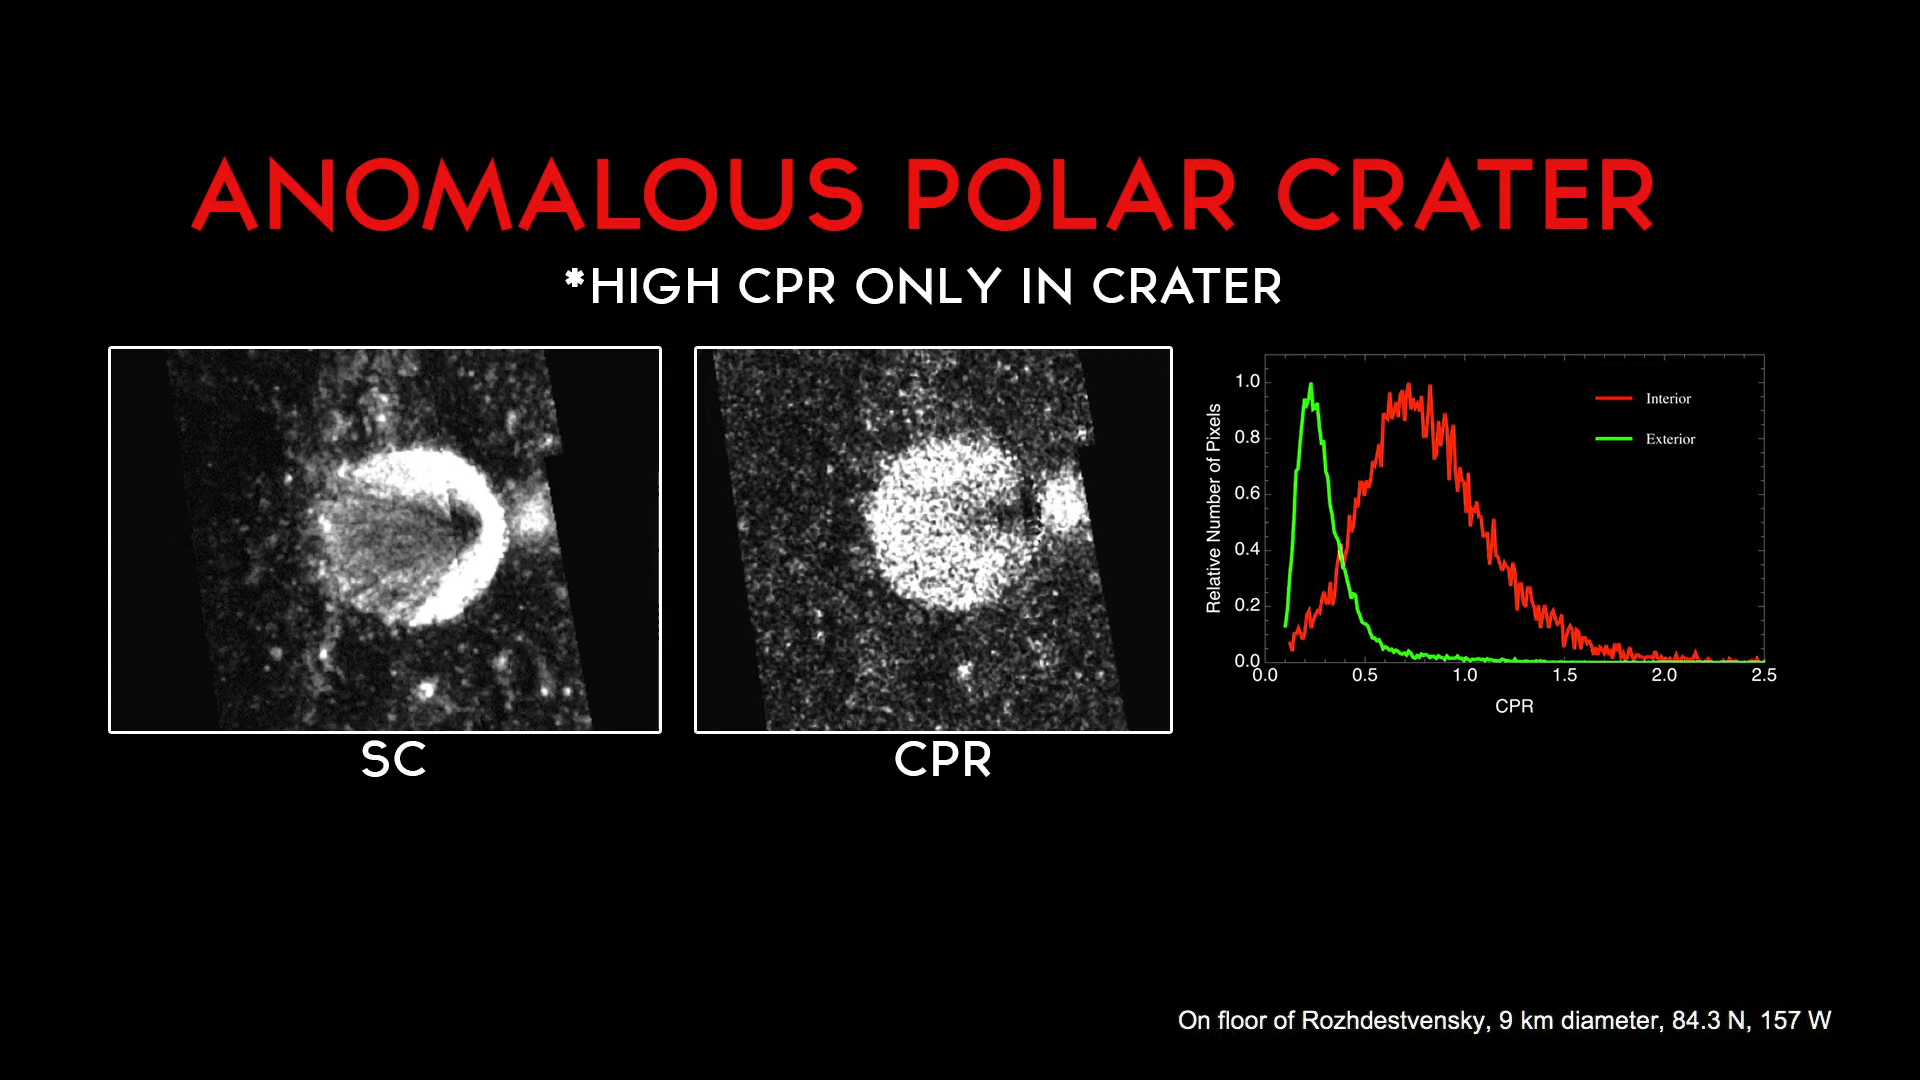 ANOMALOUS POLAR CRATER
*HIGH CPR ONLY IN CRATER
SC
CPR
Relative Number of Pixels
1.0
0.8
0.6
0.4
0.2
0.0
0.0 0.5 1.0 1.5 2.0 2.5
CPR
Interior
Exterior
On floor of Rozhdestvensky, 9 km diameter, 84.3 N, 157 W